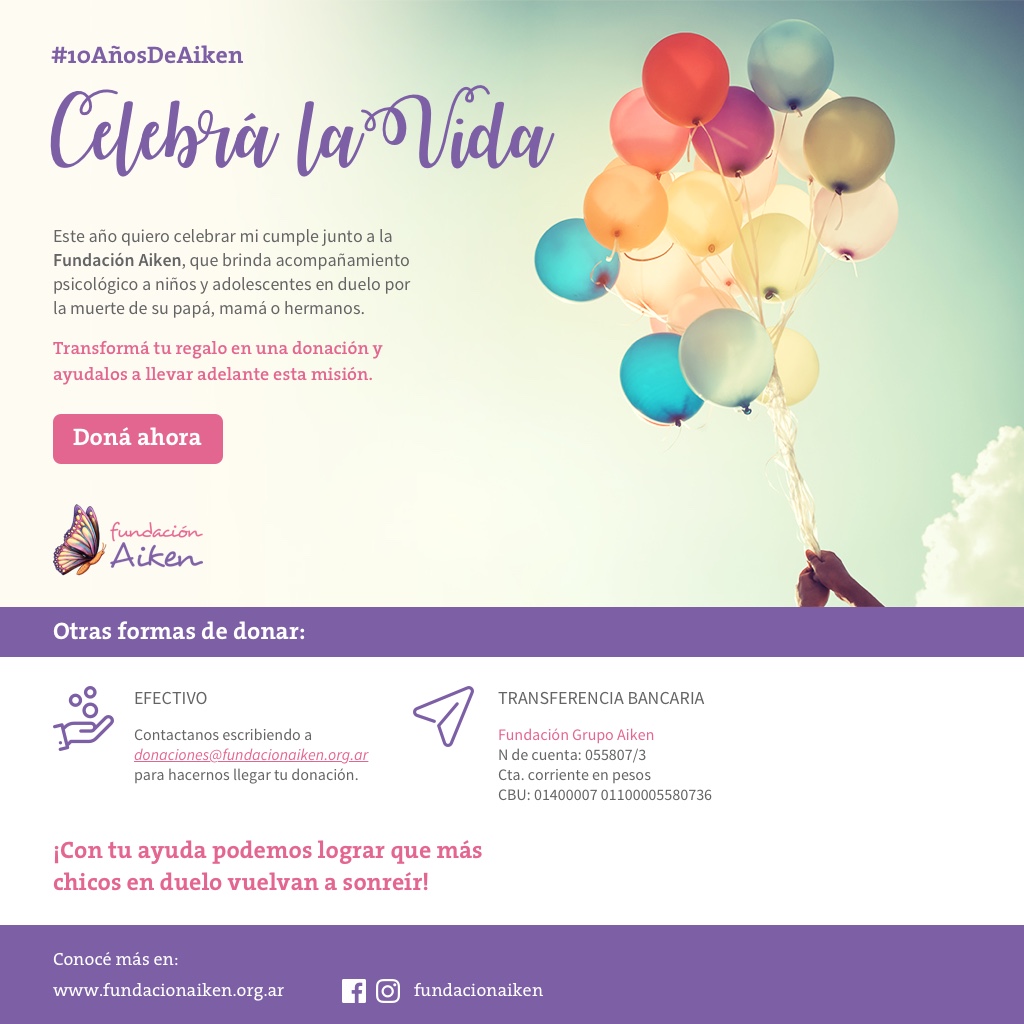 #10AñosDeAiken
Celebrá la Vida
Este año quiero celebrar mi cumple junto a la
Fundación Aiken, que brinda acompañamiento
psicológico a niños y adolescentes en duelo por
la muerte de su papá, mamá o hermanos.
Transformá tu regalo en una donación y
ayudalos a llevar adelante esta misión.
Doná ahora
fundación
Aiken
Otras formas de donar:
EFECTIVO
Contactanos escribiendo a
donaciones@fundacionaiken.org.ar
para hacernos llegar tu donación.
TRANSFERENCIA BANCARIA
Fundación Grupo Aiken
N de cuenta: 055807/3
Cta. corriente en pesos
CBU: 01400007 01100005580736
¡Con tu ayuda podemos lograr que más
chicos en duelo vuelvan a sonreír!
Conocé más en:
www.fundacionaiken.org.ar
fundacionaiken